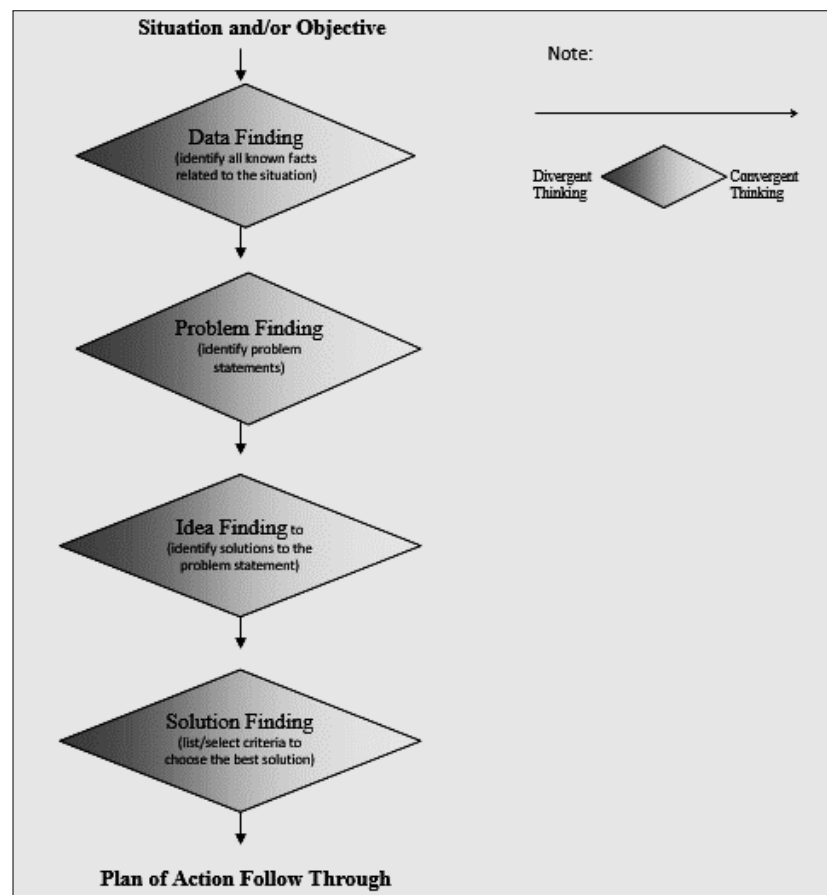 Situation and/or Objective
Note:
Data Finding
(identify all known facts
related to the situation)
Divergent
Thinking
Convergent
Thinking
Problem Finding
(identify problem
statements)
Idea Finding to
(identify solutions to the
problem statement)
Solution Finding
(list/select criteria to
choose the best solution)
Plan of Action Follow Through